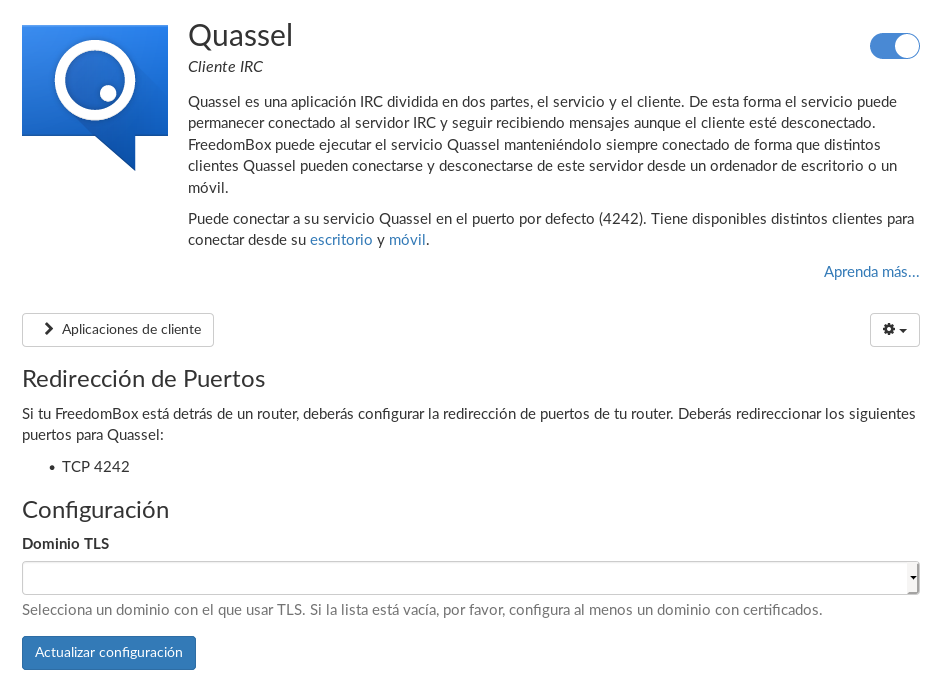 Quassel
Cliente IRC
Quassel es una aplicación IRC dividida en dos partes, el servicio y el cliente. De esta forma el servicio puede
permanecer conectado al servidor IRC y seguir recibiendo mensajes aunque el cliente esté desconectado.
FreedomBox puede ejecutar el servicio Quassel manteniéndolo siempre conectado de forma que distintos
clientes Quassel pueden conectarse y desconectarse de este servidor desde un ordenador de escritorio o un
móvil.
Puede conectar a su servicio Quassel en el puerto por defecto (4242). Tiene disponibles distintos clientes para
conectar desde su escritorio y móvil.
Aprenda más...
Aplicaciones de cliente
Redirección de Puertos
Si tu FreedomBox está detrás de un router, deberás configurar la redirección de puertos de tu router. Deberás redireccionar los siguientes
puertos para Quassel:
• TCP 4242
Configuración
Dominio TLS
Selecciona un dominio con el que usar TLS. Si la lista está vacía, por favor, configura al menos un dominio con certificados.
Actualizar configuración